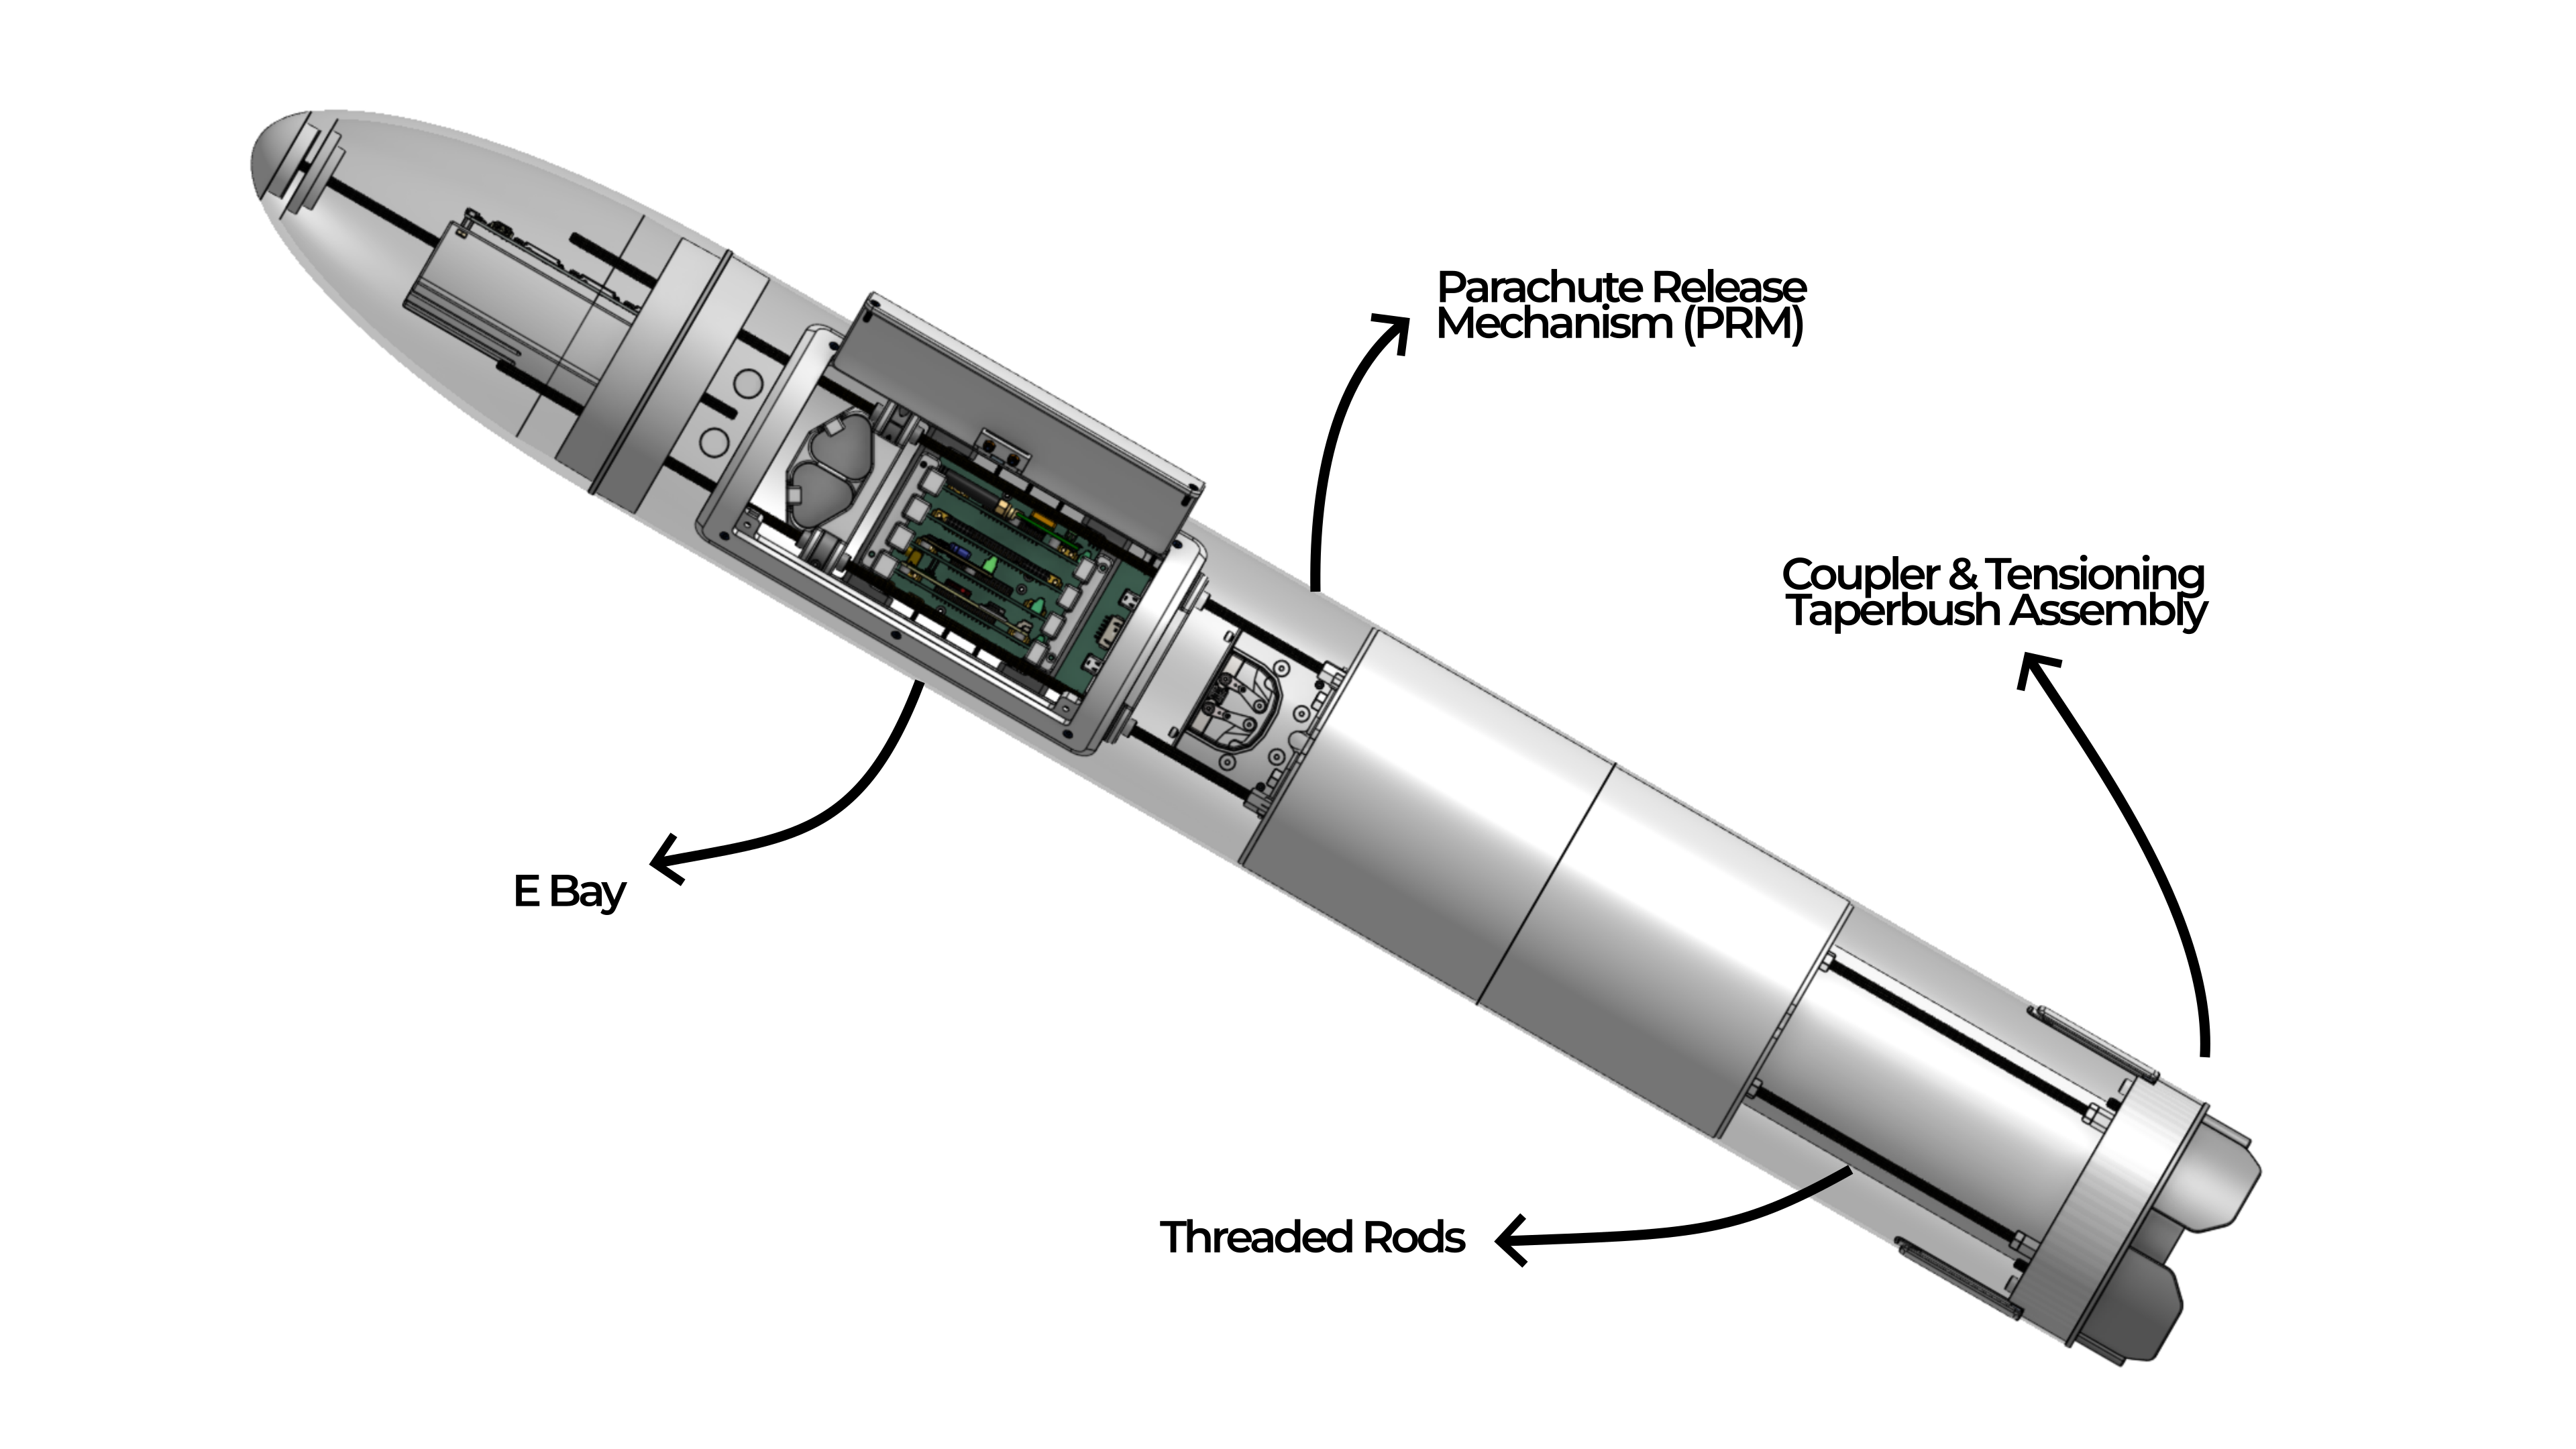 Parachute Release
Mechanism (PRM)
Coupler & Tensioning
Taperbush Assembly
E Bay
Threaded Rods